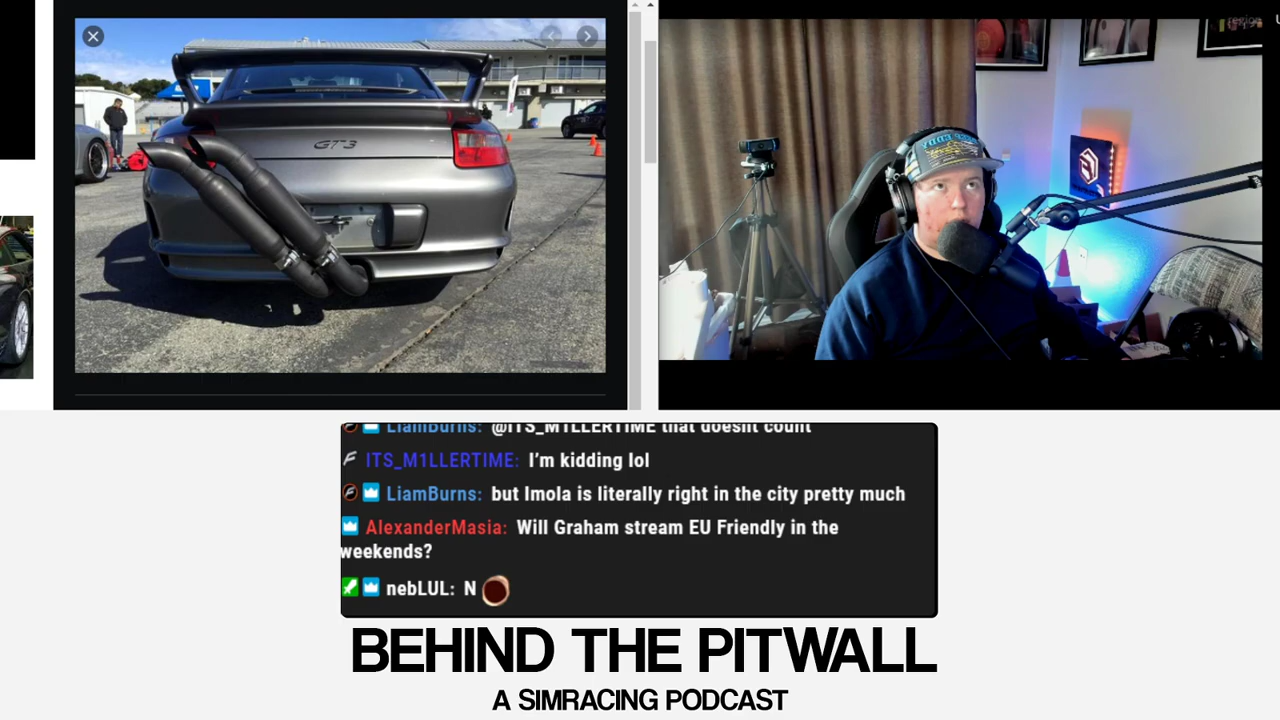 GT3
LiamBurns: @ITS_M1LLERTIME that doesnt count
ITS_M1LLERTIME: I'm kidding lol
LiamBurns: but Imola is literally right in the city pretty much
AlexanderMasia: Will Graham stream EU Friendly in the
weekends?
nebLUL: N
BEHIND THE PITWALL
A SIMRACING PODCAST